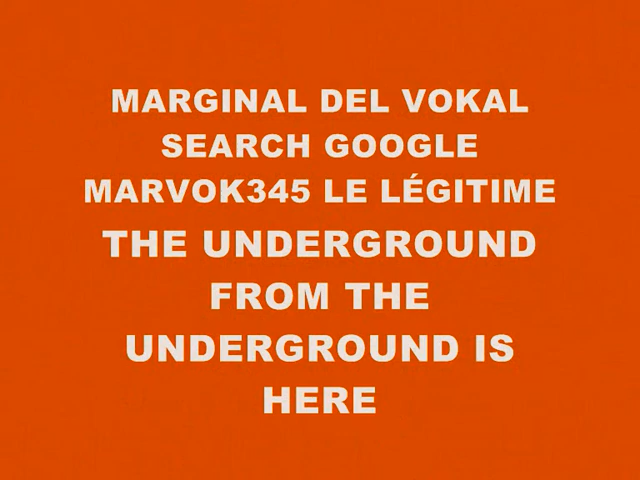 MARGINAL DEL VOKAL
SEARCH GOOGLE
MARVOK345 LE LÉGITIME
THE UNDERGROUND
FROM THE
UNDERGROUND IS
HERE